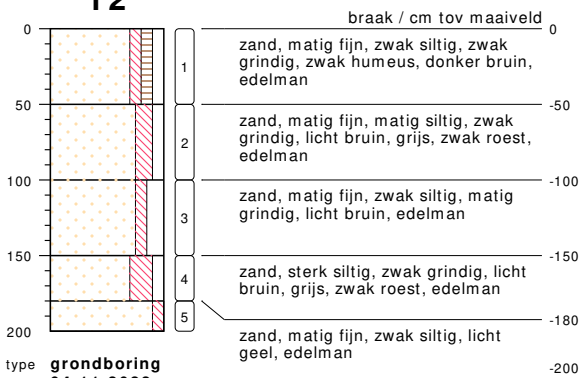 12
braak / cm tov maaiveld
0
0
zand, matig fijn, zwak siltig, zwak
grindig, zwak humeus, donker bruin,
edelman
1
50
-50
zand, matig fijn, matig siltig, zwak
grindig, licht bruin, grijs, zwak roest,
edelman
2
100
-100
zand, matig fijn, zwak siltig, matig
grindig, licht bruin, edelman
3
150
-150
zand, sterk siltig, zwak grindig, licht
bruin, grijs, zwak roest, edelman
4
5
-180
200
zand, matig fijn, zwak siltig, licht
geel, edelman
type grondboring
-200